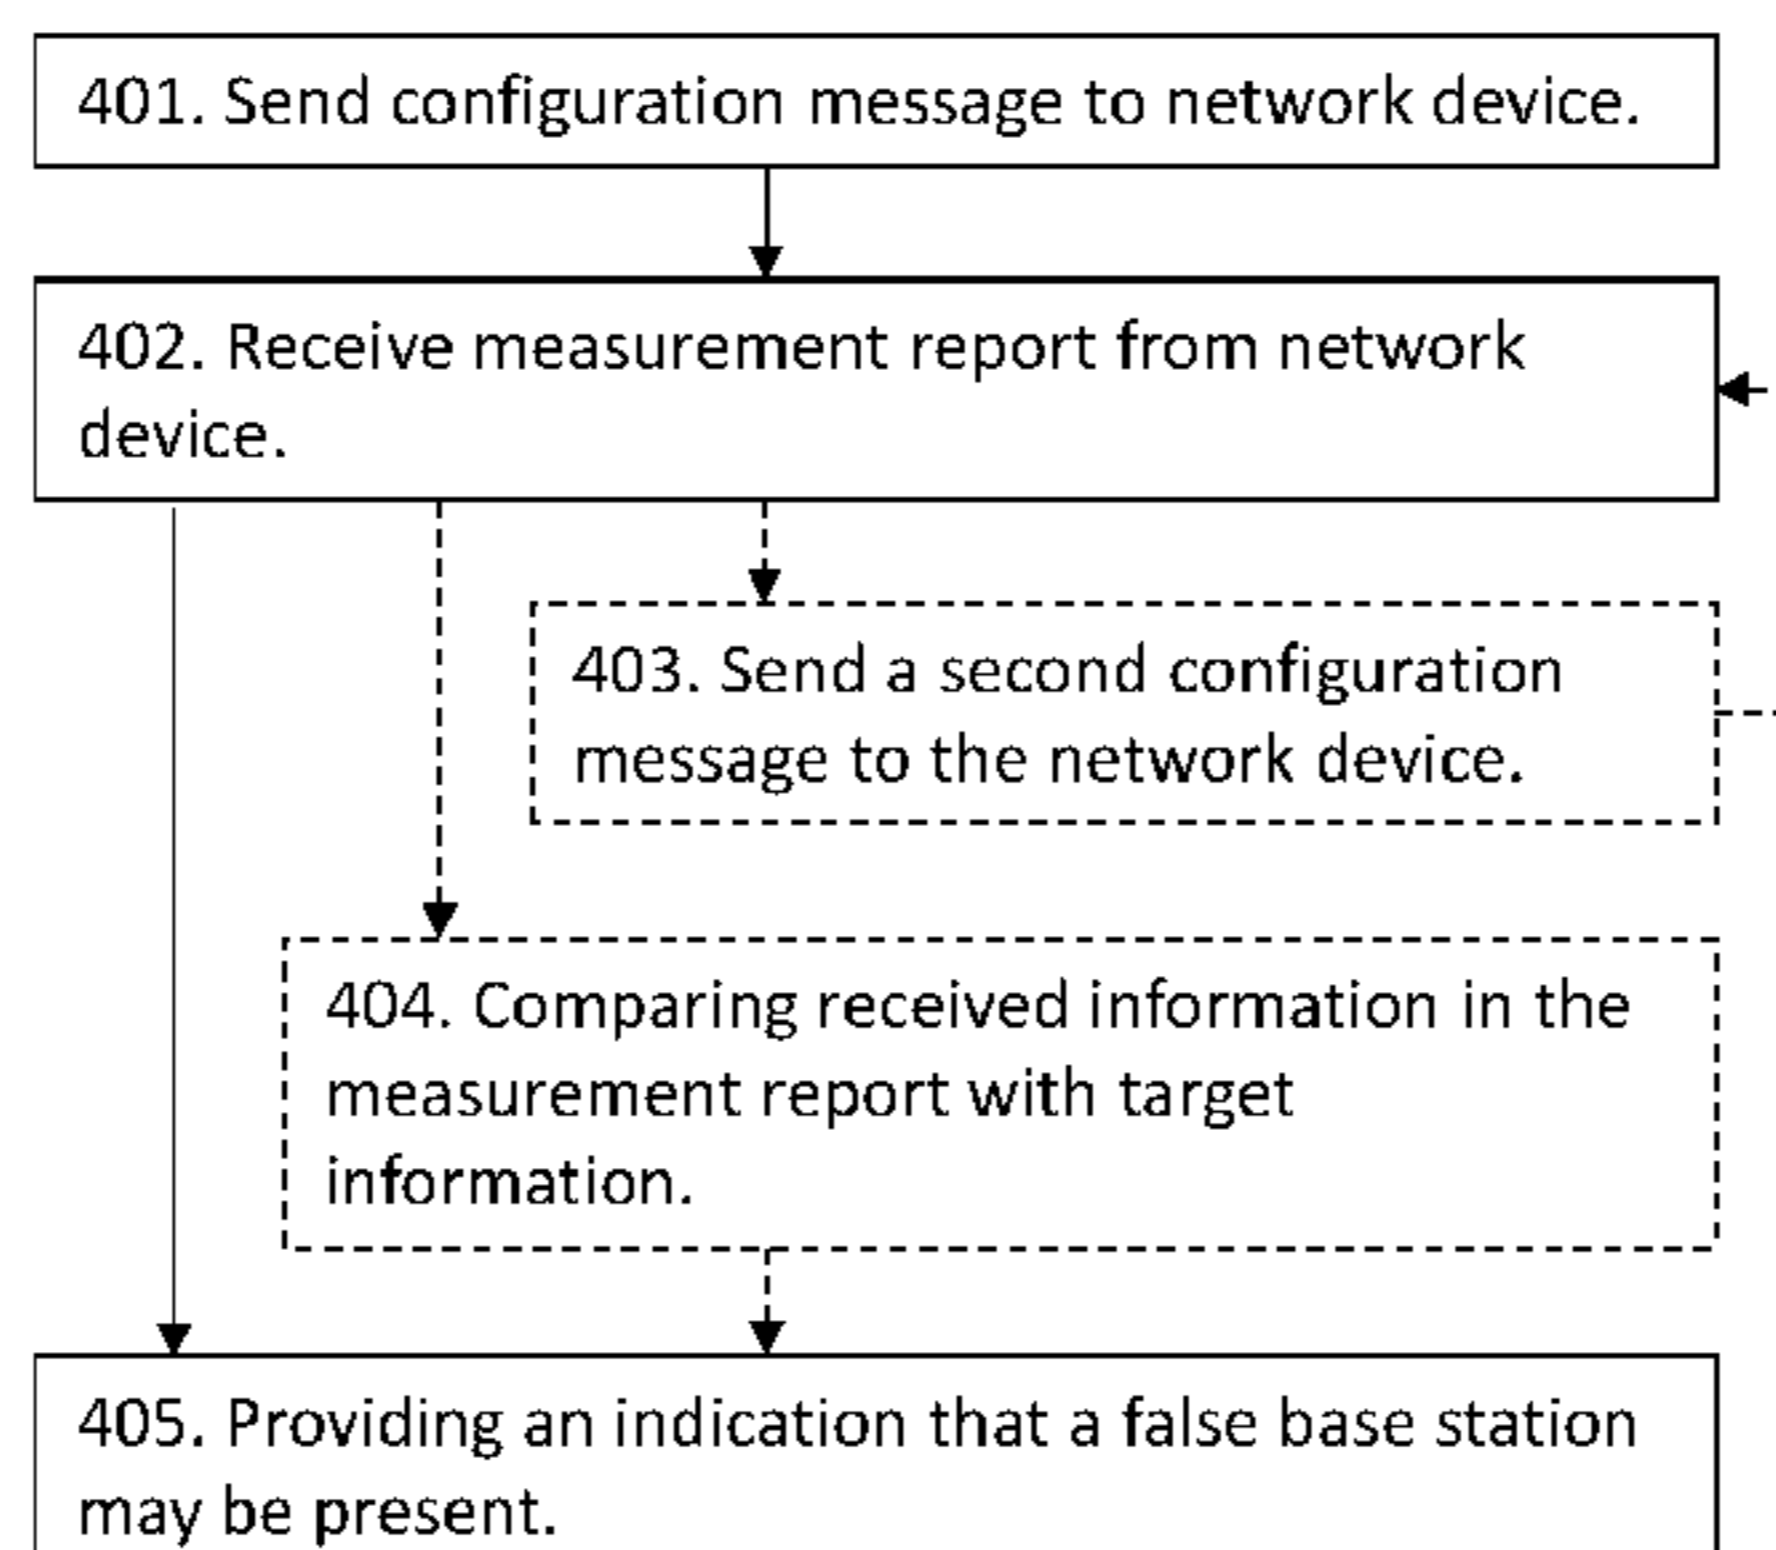 401. Send configuration message to network device.
402. Receive measurement report from network
device.
403. Send a second configuration
message to the network device.
404. Comparing received information in the
measurement report with target
information.
405. Providing an indication that a false base station
may be present.